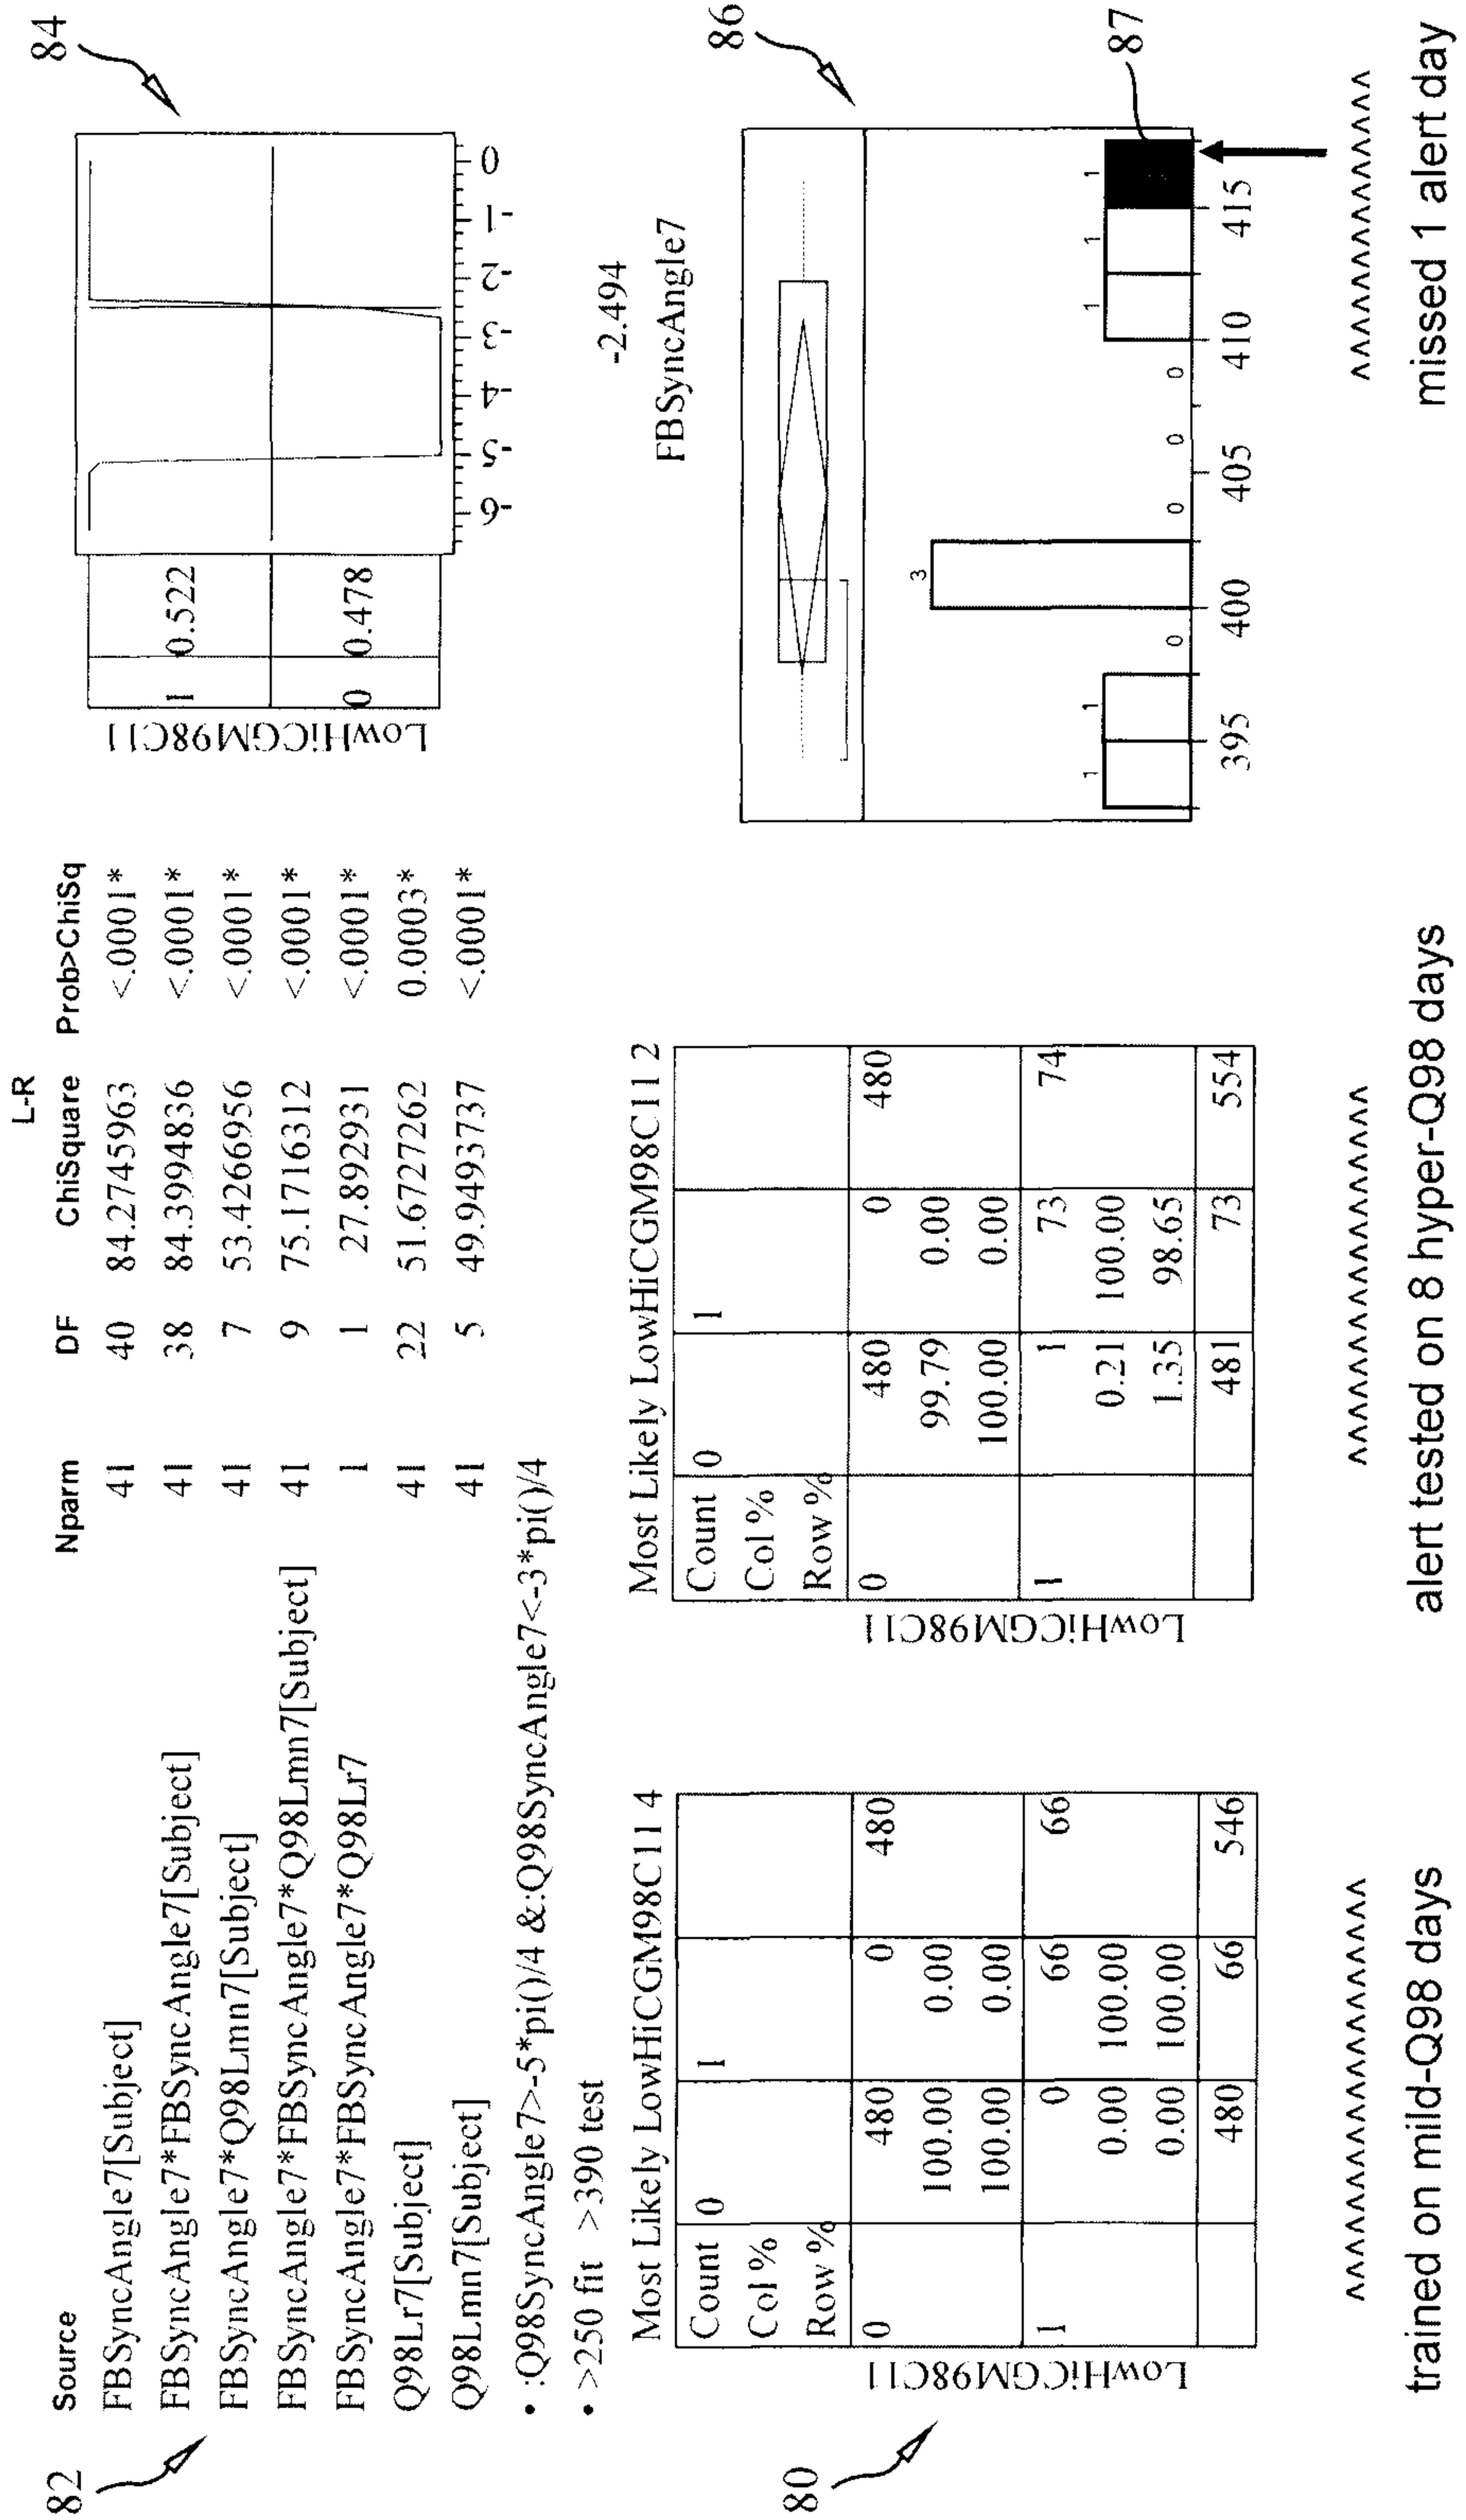 82
Source Nparm DF L-R ChiSquare Prob>ChiSq
FBSyncAngle7[Subject] 41 40 84.2745963 <.0001*
FBSyncAngle7*FBSyncAngle7[Subject] 41 38 84.3994836 <.0001*
FBSyncAngle7*Q98Lmn7[Subject] 41 7 53.4266956 <.0001*
FBSyncAngle7*FBSyncAngle7*Q98Lmn7[Subject] 41 9 75.1716312 <.0001*
FBSyncAngle7*FBSyncAngle7*Q98Lr7 1 1 27.892931 <.0001*
Q98Lr7[Subject] 41 22 51.6727262 0.0003*
Q98Lmn7[Subject] 41 5 49.9493737 <.0001*
• :Q98SyncAngle7>-5*pi()/4 &:Q98SyncAngle7<-3*pi()/4
• >250 fit >390 test
84
LowHiCGM98C11
1 0.522
0 0.478
-6 -5 -4 -3 -2 -1 0
-2.494
FBSyncAngle7
80
Most Likely LowHiCGM98C11 4
LowHiCGM98C11
Count 0 1
Col %
Row %
0 480 0 480
100.00 0.00
100.00 0.00
1 0 66 66
0.00 100.00
0.00 100.00
480 66 546
^^^^^^^^^^^^^^^^^^^^^^
trained on mild-Q98 days
Most Likely LowHiCGM98C11 2
LowHiCGM98C11
Count 0 1
Col %
Row %
0 480 0 480
99.79 0.00
100.00 0.00
1 1 73 74
0.21 100.00
1.35 98.65
481 73 554
^^^^^^^^^^^^^^^^^^^^
alert tested on 8 hyper-Q98 days
86
87
1 1 0 3 0 0 0 1 1 1
395 400 405 410 415
^^^^^^^^^^^^^^^^
missed 1 alert day